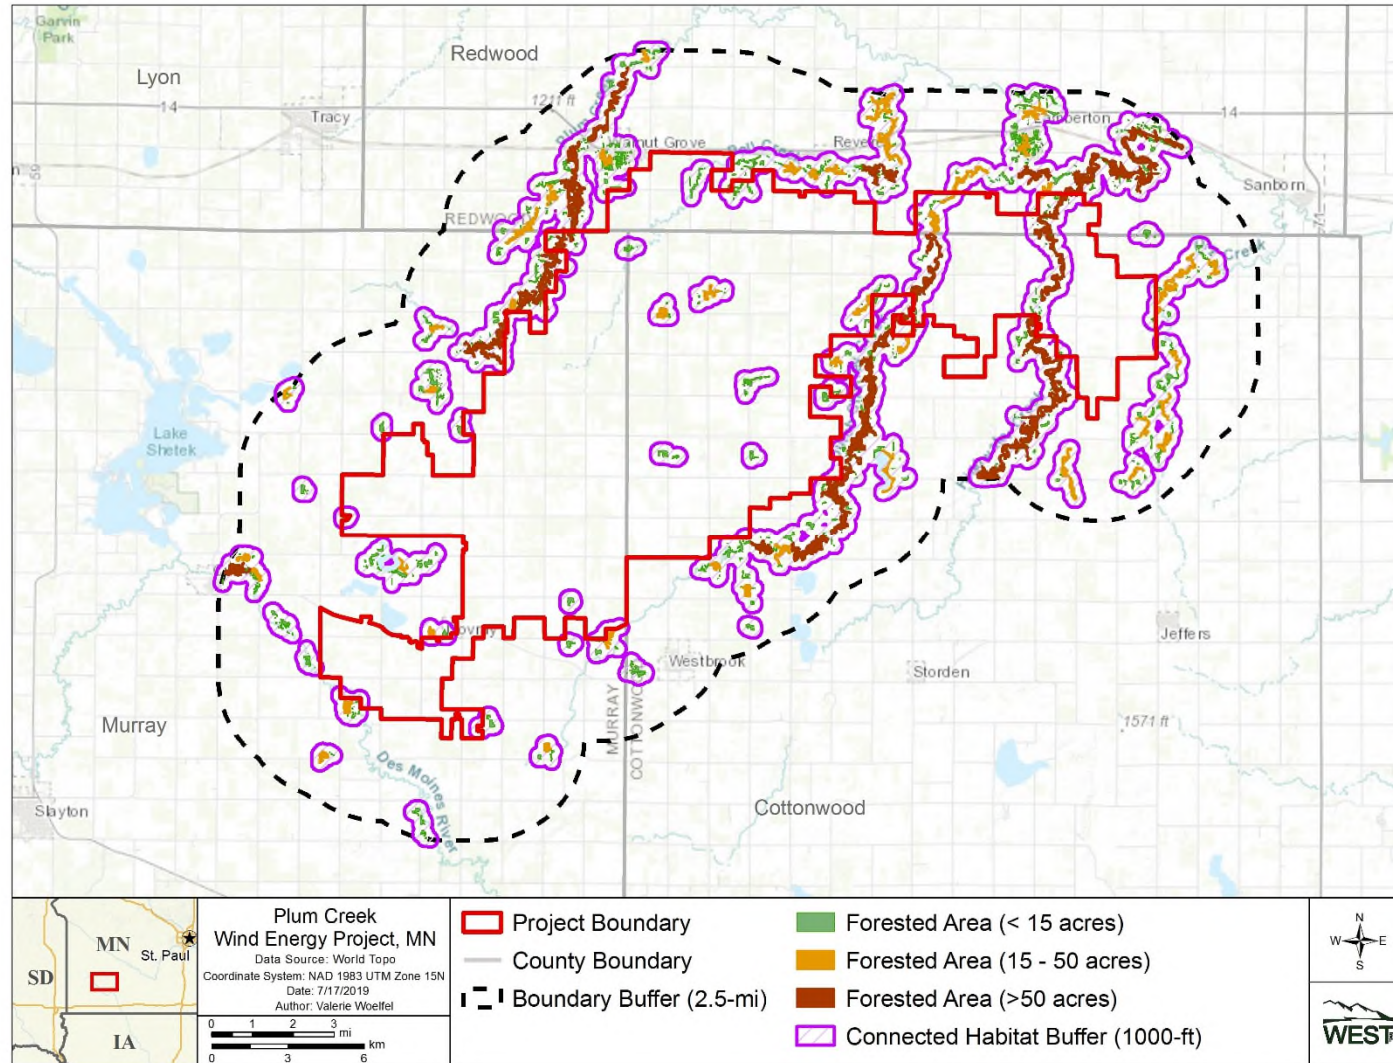 Garvin
Park
Redwood
Lyon
14
1211 ft
14
Tracy
Walnut Grove
Revere
Lamberton
59
Sanborn
REDWOOD
71
Creek
Lake
Shetek
Jeffers
Westbrook
Storden
MURRAY
COTTONWOOD
1571 ft
Murray
Des Moines
River
Slayton
Cottonwood
Plum Creek
Wind Energy Project, MN
Data Source: World Topo
Coordinate System: NAD 1983 UTM Zone 15N
Date: 7/17/2019
Author: Valerie Woelfel
0 1 2 3
mi
km
0 3 6
MN
St. Paul
SD
IA
Project Boundary
County Boundary
Boundary Buffer (2.5-mi)
Forested Area (< 15 acres)
Forested Area (15 - 50 acres)
Forested Area (>50 acres)
Connected Habitat Buffer (1000-ft)
N
W E
S
WEST